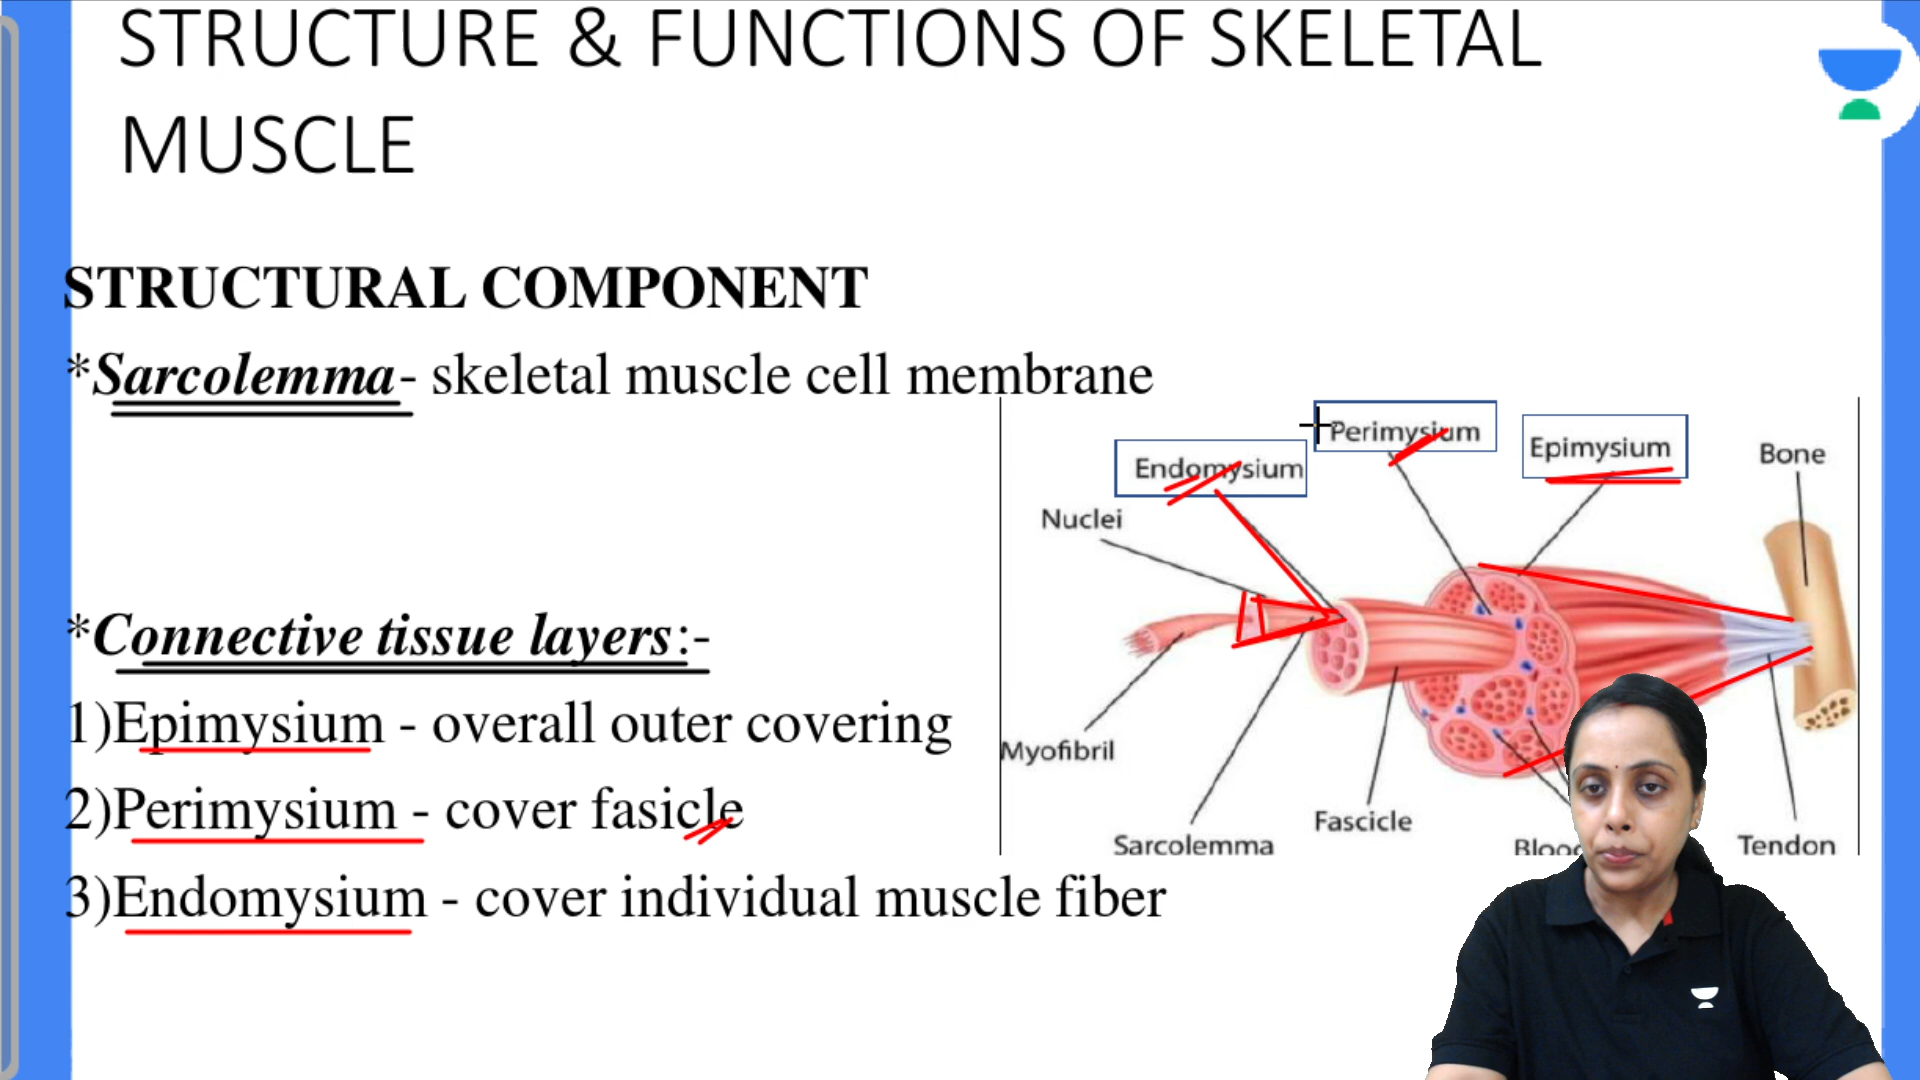 STRUCTURE & FUNCTIONS OF SKELETAL
MUSCLE
STRUCTURAL COMPONENT
*Sarcolemma- skeletal muscle cell membrane
Perimysium
Epimysium
Bone
Endomysium
Nuclei
*Connective tissue layers:-
1)Epimysium - overall outer covering
Myofibril
2)Perimysium - cover fasicle
Fascicle
Sarcolemma
Tendon
3)Endomysium - cover individual muscle fiber